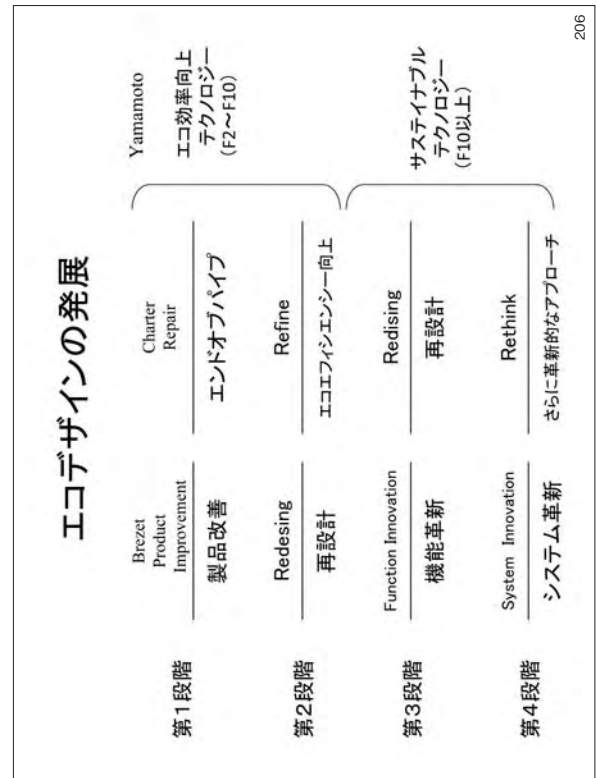 エコデザインの発展
Brezet
Product
Improvement
Charter
Repair
Yamamoto
第1段階
製品改善
エンドオブパイプ
エコ効率向上
テクノロジー
(F2~F10)
第2段階
Redesing
再設計
Refine
エコエフィシエンシー向上
第3段階
Function Innovation
機能革新
Redising
再設計
サステイナブル
テクノロジー
(F10以上)
第4段階
System Innovation
システム革新
Rethink
さらに革新的なアプローチ
206